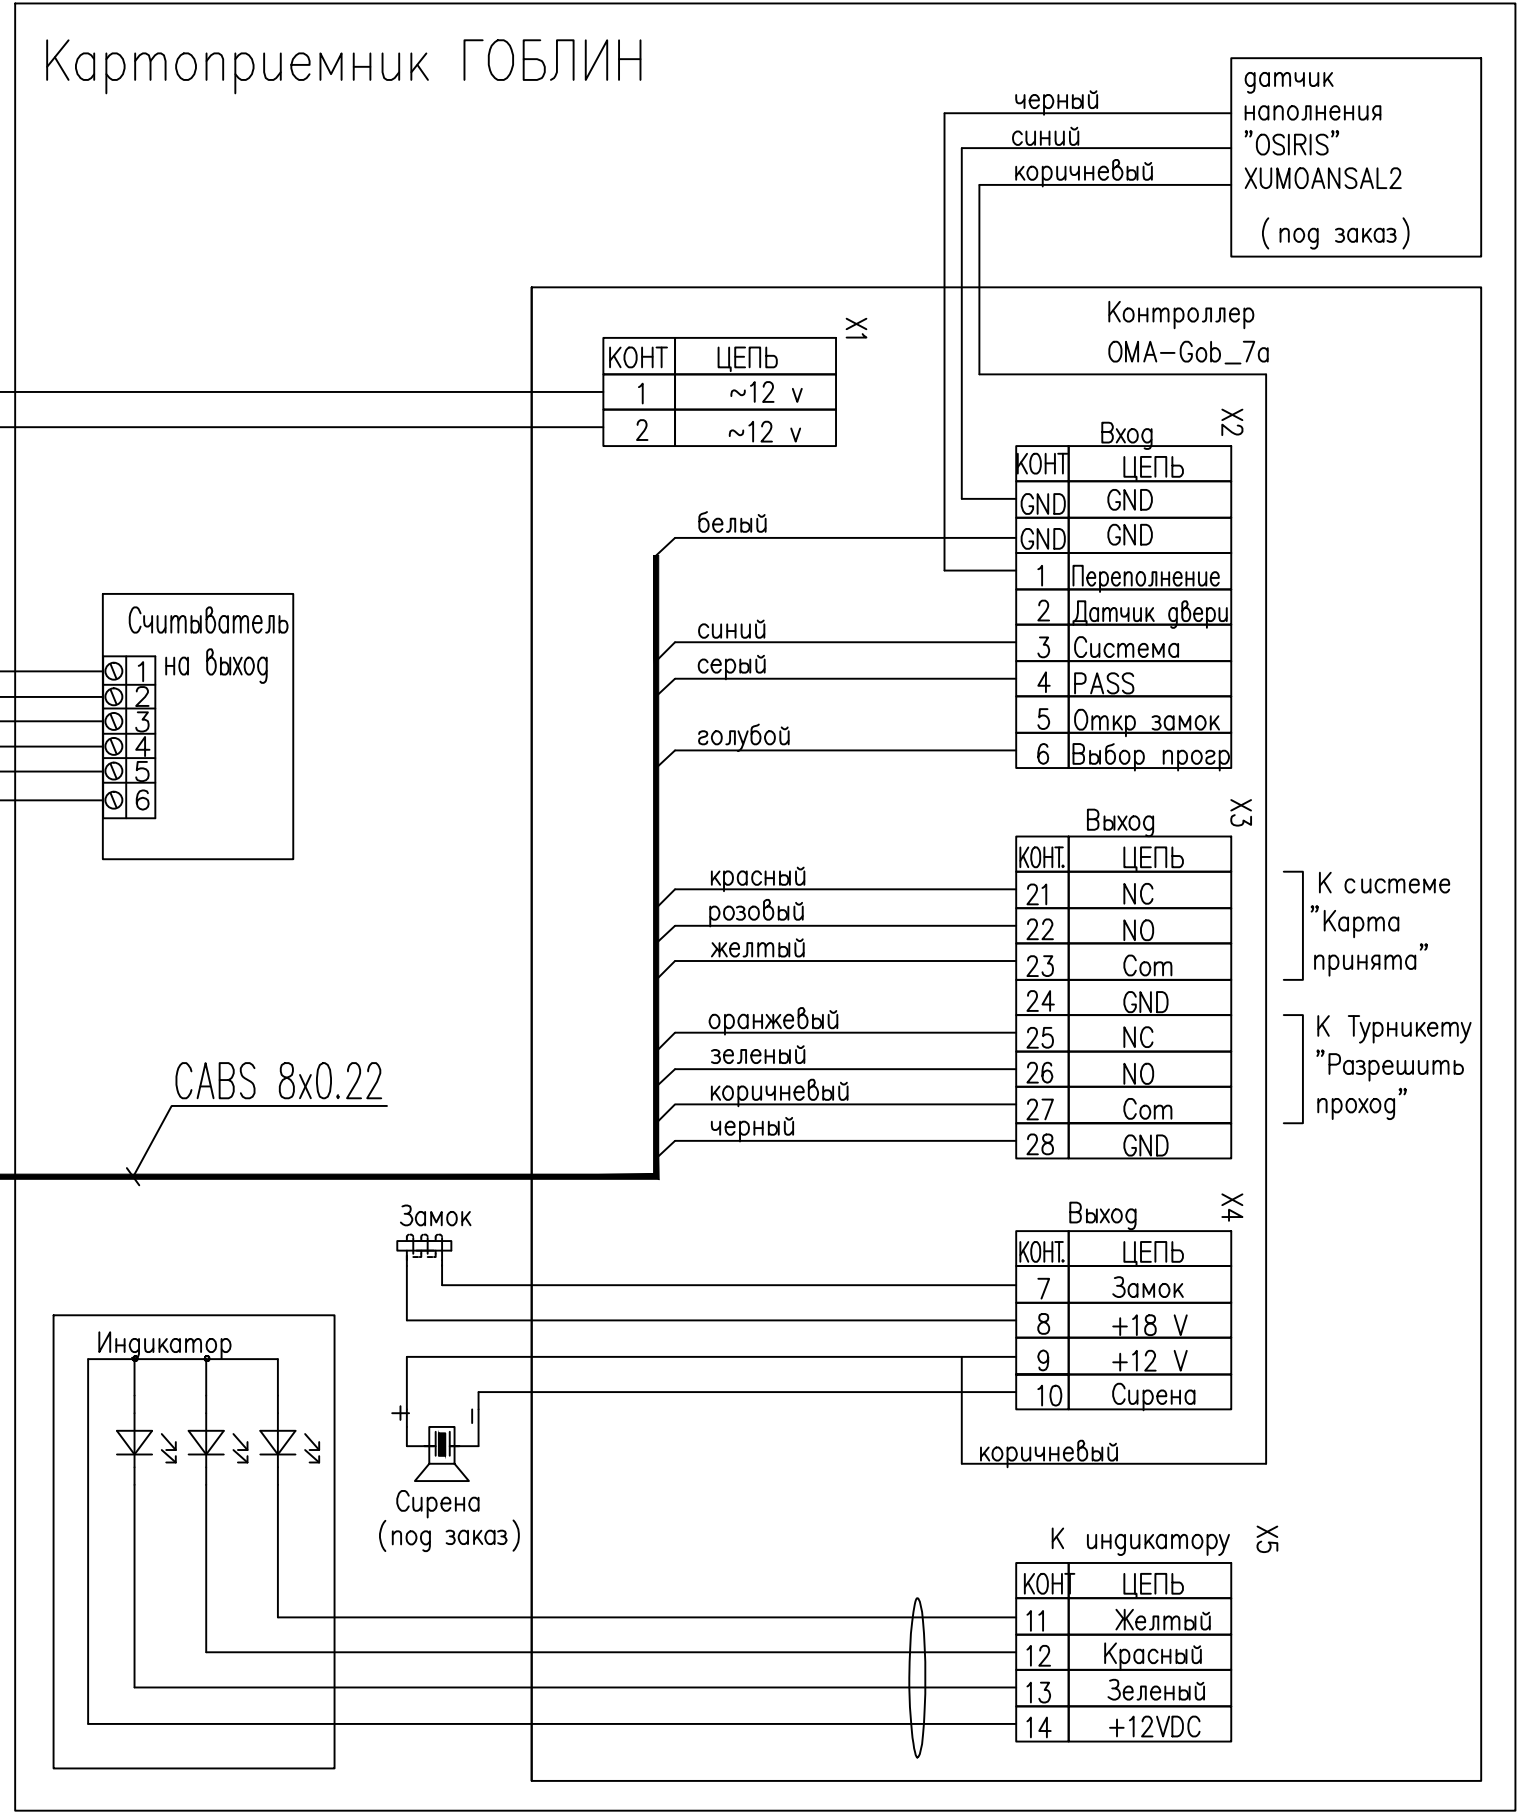 Картоприемник ГОБЛИН
черный
синий
коричневый
датчик
наполнения
"OSIRIS"
XUMOANSAL2
(под заказ)
Контроллер
OMA-Gob_7a
X1
КОНТ ЦЕПЬ
1 ~12 v
2 ~12 v
Вход X2
КОНТ ЦЕПЬ
GND GND
GND GND
1 Переполнение
2 Датчик двери
3 Система
4 PASS
5 Откр замок
6 Выбор прогр
белый
синий
серый
голубой
Считыватель
на выход
1
2
3
4
5
6
Выход X3
КОНТ. ЦЕПЬ
21 NC
22 NO
23 Com
24 GND
25 NC
26 NO
27 Com
28 GND
красный
розовый
желтый
оранжевый
зеленый
коричневый
черный
К системе
"Карта
принята"
К Турникету
"Разрешить
проход"
CABS 8x0.22
Выход X4
КОНТ. ЦЕПЬ
7 Замок
8 +18 V
9 +12 V
10 Сирена
Замок
+ -
Сирена
(под заказ)
коричневый
Индикатор
К индикатору X5
КОНТ ЦЕПЬ
11 Желтый
12 Красный
13 Зеленый
14 +12VDC